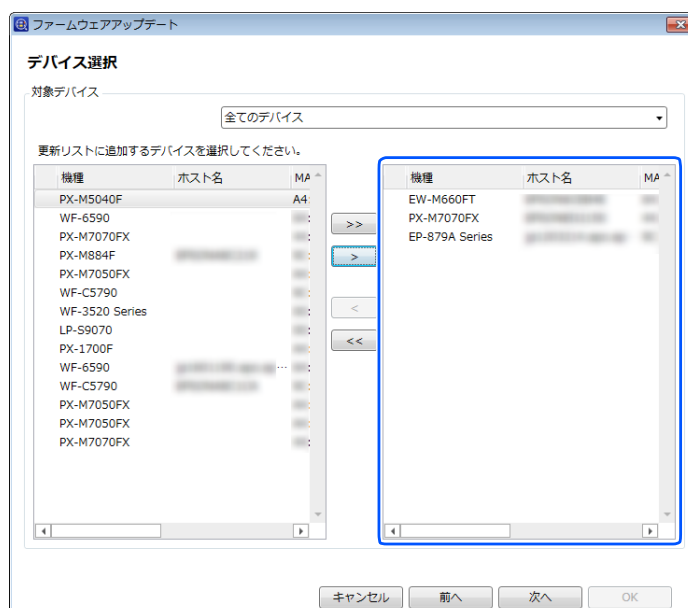 ファームウェアアップデート
デバイス選択
対象デバイス
全てのデバイス
更新リストに追加するデバイスを選択してください。
機種 ホスト名 MA
PX-M5040F A4:
WF-6590
PX-M7070FX
PX-M884F
PX-M7050FX
WF-C5790
WF-3520 Series
LP-S9070
PX-1700F
WF-6590
WF-C5790
PX-M7050FX
PX-M7050FX
PX-M7070FX
>>
>
<
<<
機種 ホスト名 MA
EW-M660FT
PX-M7070FX
EP-879A Series
キャンセル 前へ 次へ OK